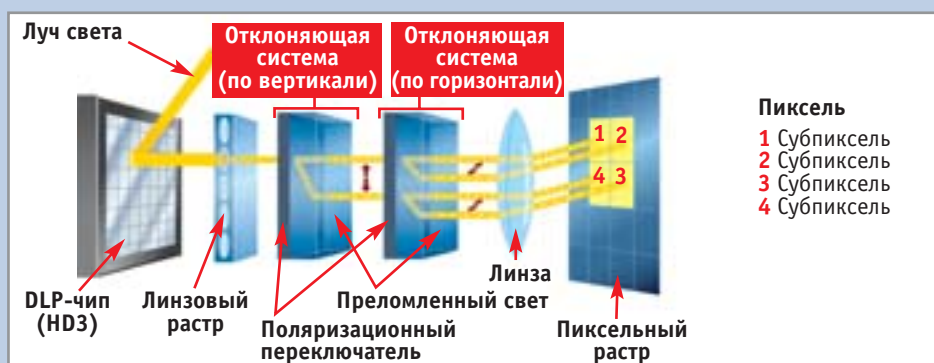 Луч света
Отклоняющая
система
(по вертикали)
Отклоняющая
система
(по горизонтали)
1 2
4 3
Пиксель
1 Субпиксель
2 Субпиксель
3 Субпиксель
4 Субпиксель
DLP-чип
(HD3)
Линзовый
растр
Поляризационный
переключатель
Преломленный свет
Линза
Пиксельный
растр